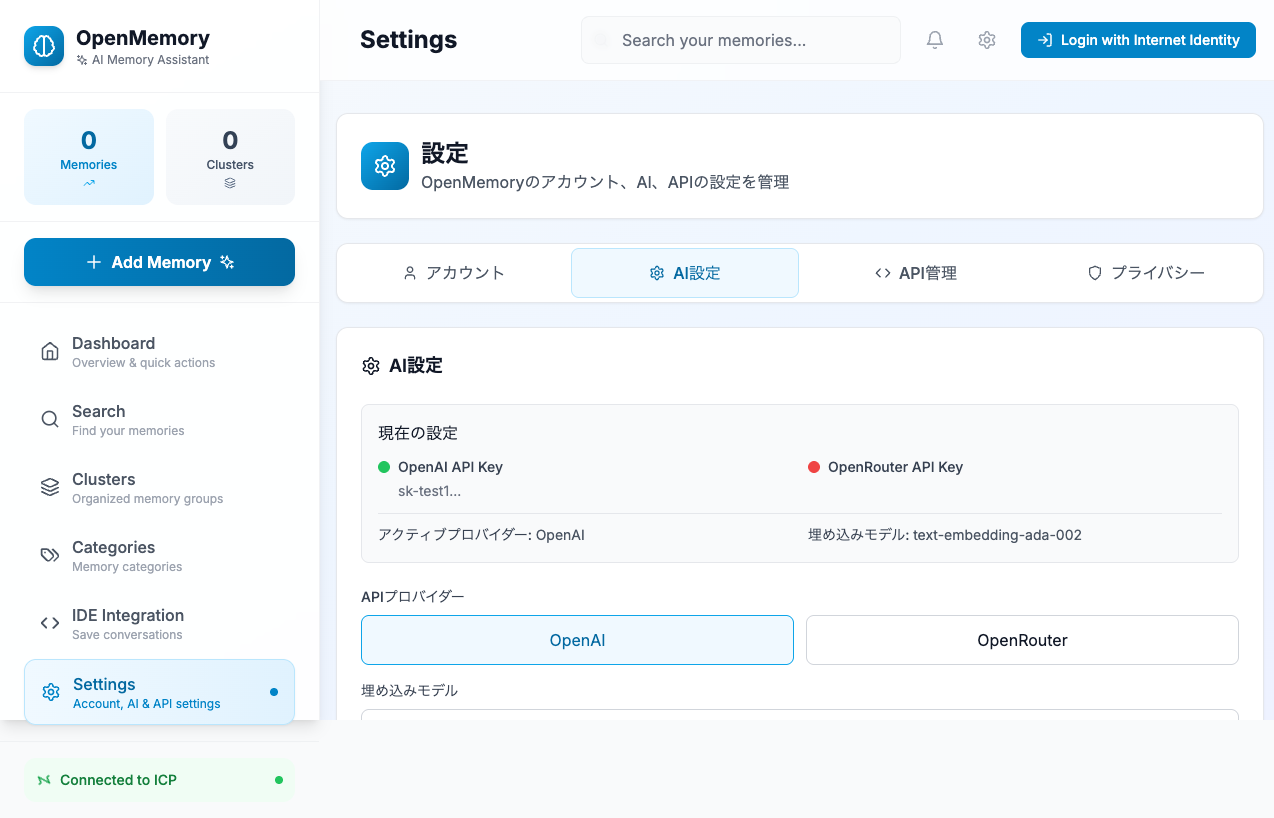 OpenMemory
AI Memory Assistant
0
Memories
0
Clusters
Add Memory
Dashboard
Overview & quick actions
Search
Find your memories
Clusters
Organized memory groups
Categories
Memory categories
IDE Integration
Save conversations
Settings
Account, AI & API settings
Connected to ICP
Settings
Search your memories...
Login with Internet Identity
設定
OpenMemoryのアカウント、AI、APIの設定を管理
アカウント
AI設定
API管理
プライバシー
AI設定
現在の設定
OpenAI API Key
sk-test1...
OpenRouter API Key
アクティブプロバイダー: OpenAI
埋め込みモデル: text-embedding-ada-002
APIプロバイダー
OpenAI
OpenRouter
埋め込みモデル